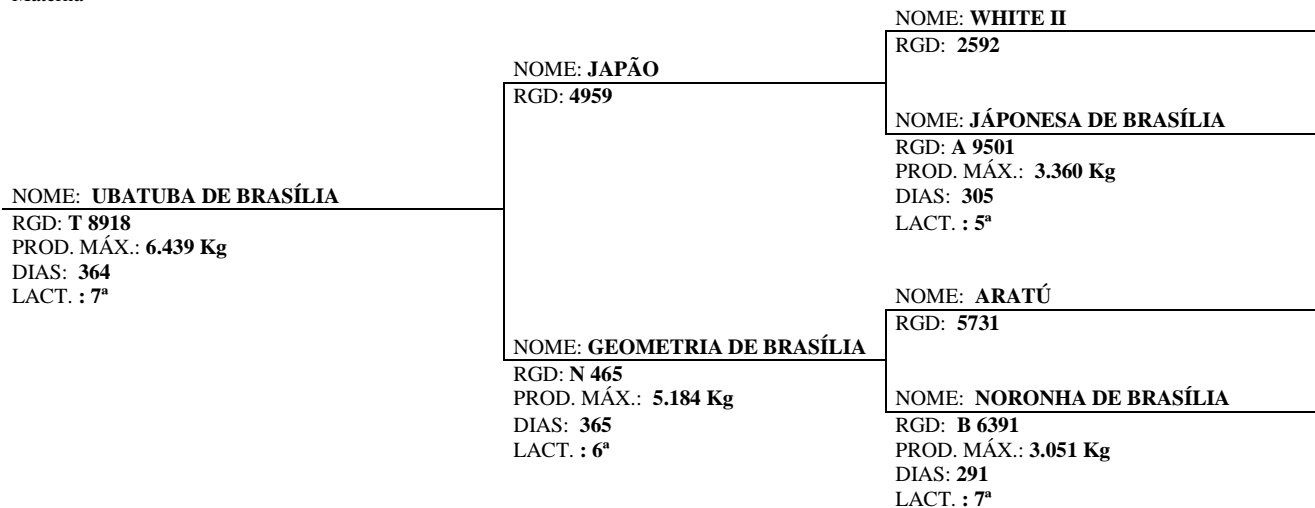 NOME: WHITE II
RGD: 2592
NOME: JAPÃO
RGD: 4959
NOME: JÁPONESA DE BRASÍLIA
RGD: A 9501
PROD. MÁX.: 3.360 Kg
DIAS: 305
LACT. : 5ª
NOME: UBATUBA DE BRASÍLIA
RGD: T 8918
PROD. MÁX.: 6.439 Kg
DIAS: 364
LACT. : 7ª
NOME: ARATÚ
RGD: 5731
NOME: GEOMETRIA DE BRASÍLIA
RGD: N 465
PROD. MÁX.: 5.184 Kg
DIAS: 365
LACT. : 6ª
NOME: NORONHA DE BRASÍLIA
RGD: B 6391
PROD. MÁX.: 3.051 Kg
DIAS: 291
LACT. : 7ª